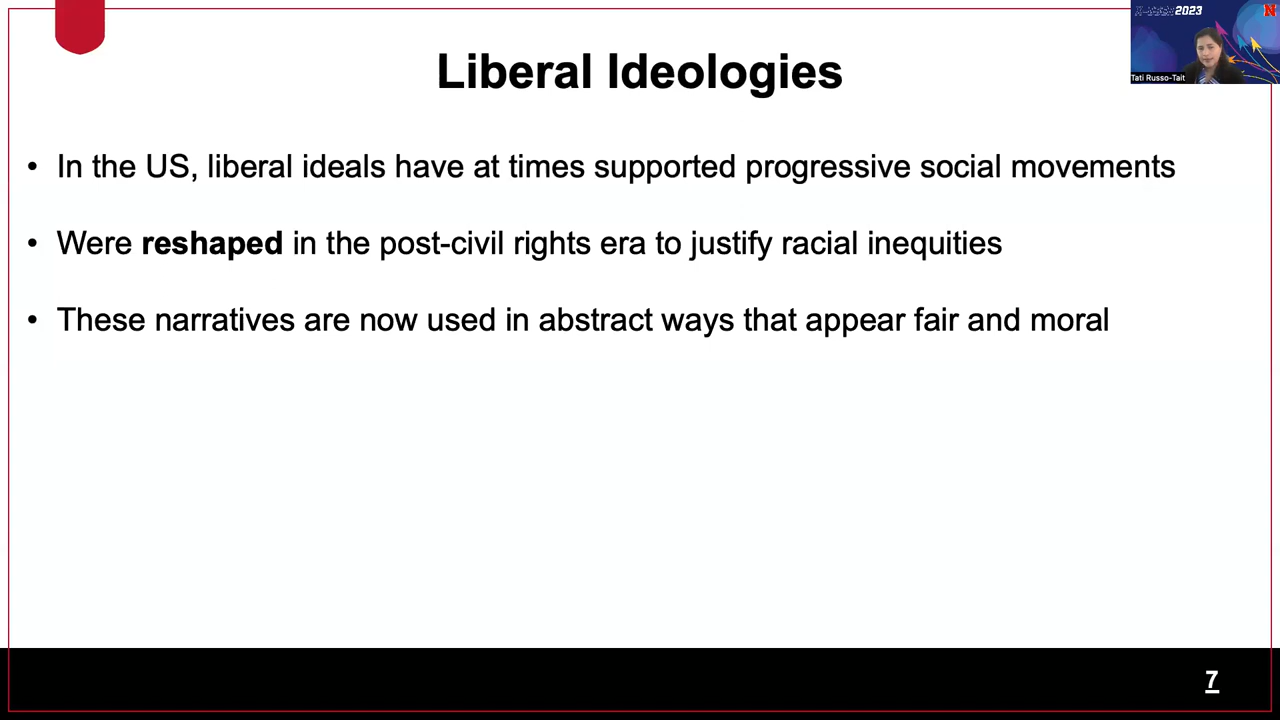 2023
N
Tati Russo-Tait
Liberal Ideologies
• In the US, liberal ideals have at times supported progressive social movements
• Were reshaped in the post-civil rights era to justify racial inequities
• These narratives are now used in abstract ways that appear fair and moral
7